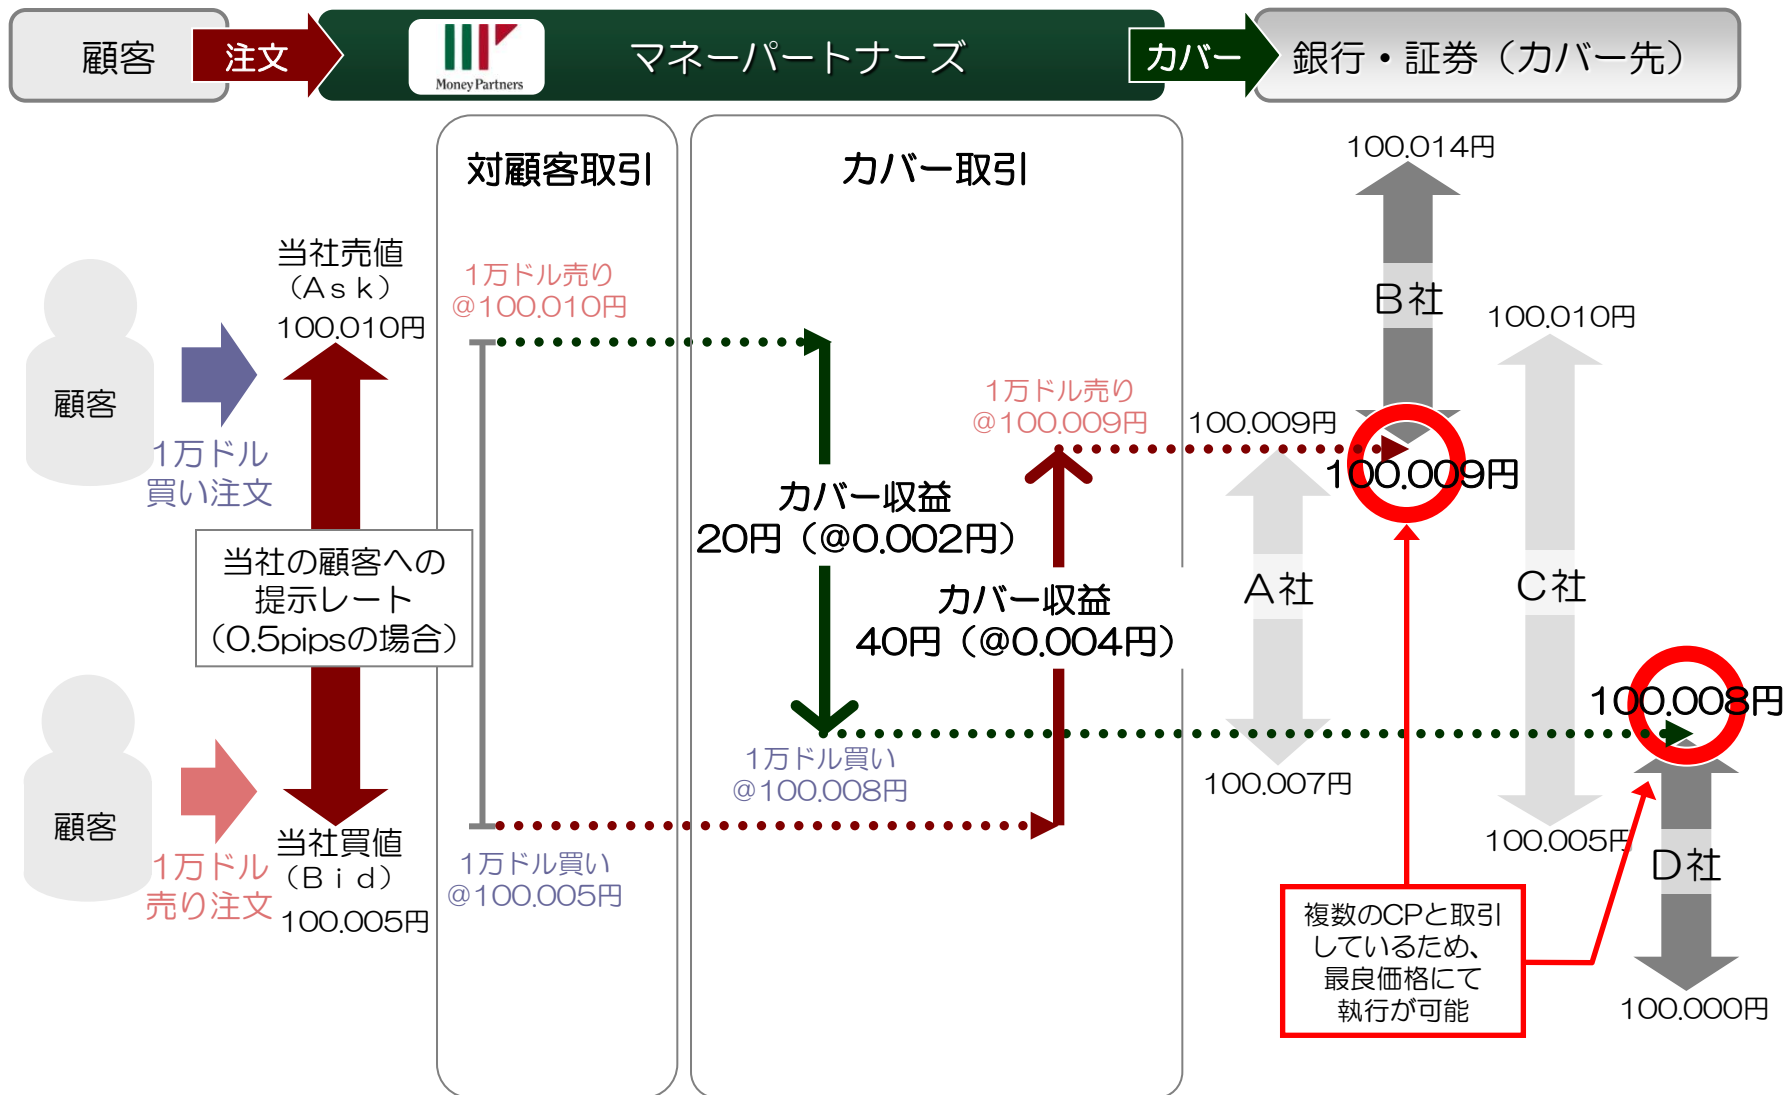 顧客
注文
Money Partners
マネーパートナーズ
カバー
銀行・証券（カバー先）
対顧客取引
カバー取引
当社売値
（Ａｓｋ）
100.010円
顧客
1万ドル
買い注文
当社の顧客への
提示レート
（0.5pipsの場合）
顧客
1万ドル
売り注文
当社買値
（Ｂｉｄ）
100.005円
1万ドル売り
@100.010円
1万ドル買い
@100.005円
カバー収益
20円（@0.002円）
1万ドル買い
@100.008円
1万ドル売り
@100.009円
カバー収益
40円（@0.004円）
100.009円
Ａ社
100.007円
100.014円
Ｂ社
100.009円
100.010円
Ｃ社
100.005円
100.008円
Ｄ社
100.000円
複数のCPと取引
しているため、
最良価格にて
執行が可能